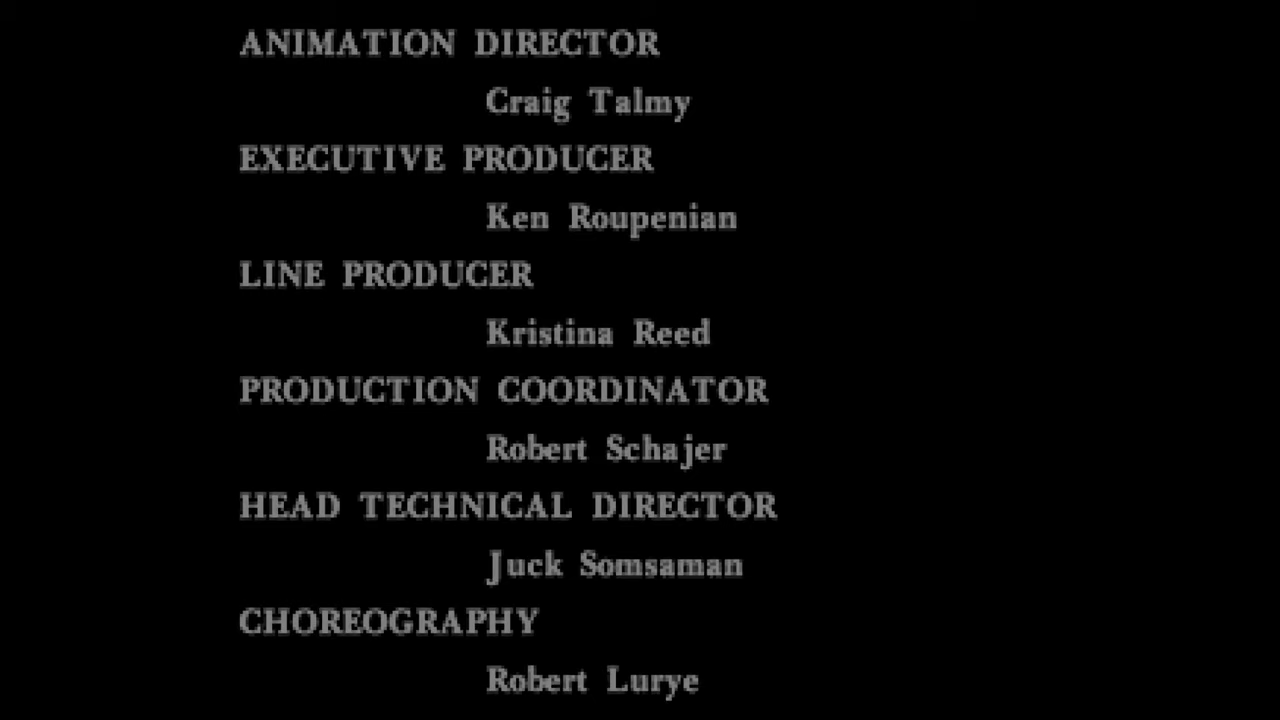 ANIMATION DIRECTOR
Craig Talmy
EXECUTIVE PRODUCER
Ken Roupenian
LINE PRODUCER
Kristina Reed
PRODUCTION COORDINATOR
Robert Schajer
HEAD TECHNICAL DIRECTOR
Juck Somsaman
CHOREOGRAPHY
Robert Lurye